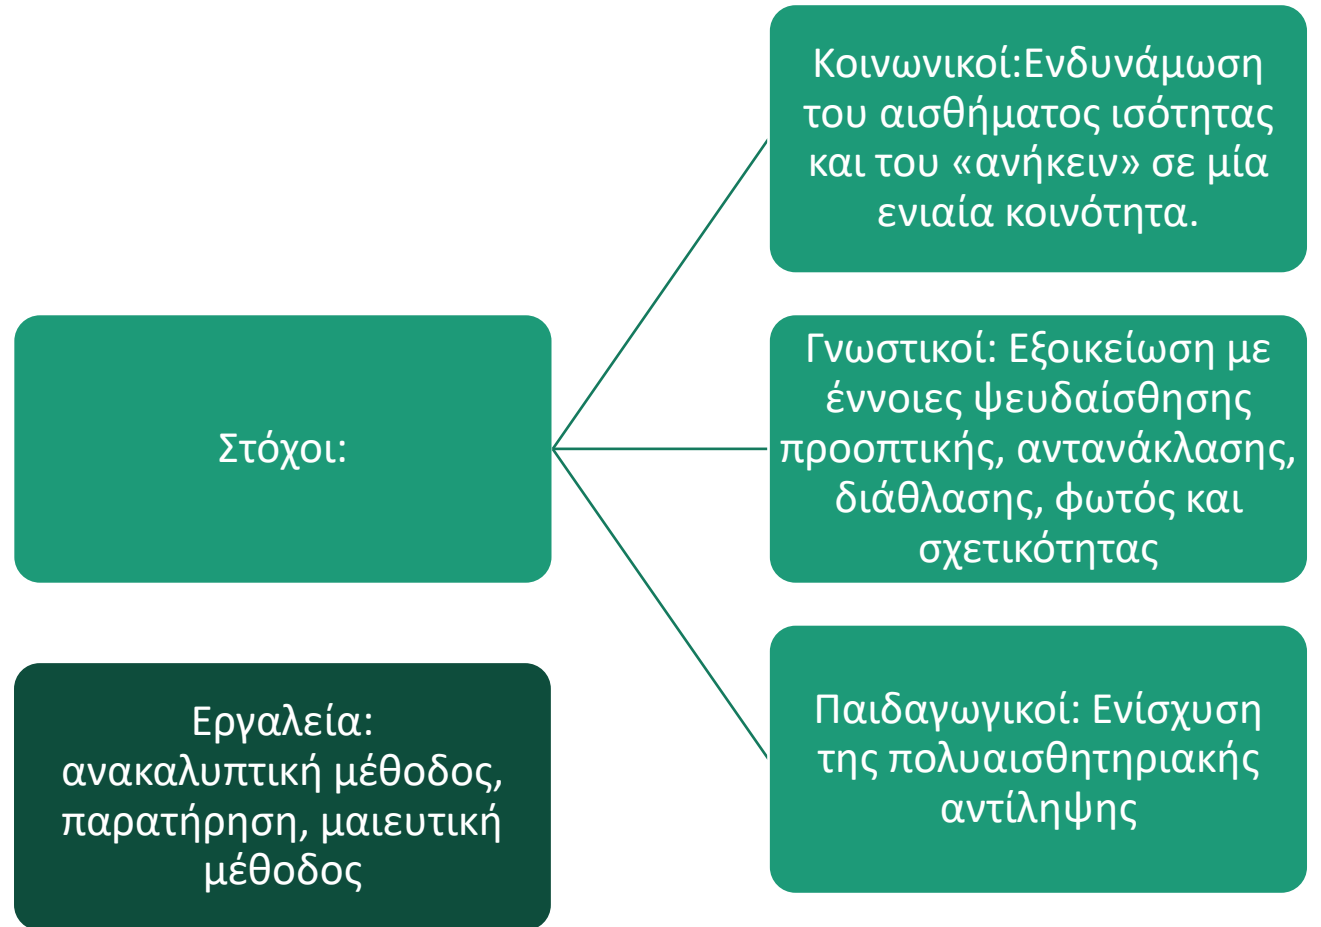 Στόχοι:
Κοινωνικοί:Ενδυνάμωση
του αισθήματος ισότητας
και του «ανήκειν» σε μία
ενιαία κοινότητα.
Γνωστικοί: Εξοικείωση με
έννοιες ψευδαίσθησης
προοπτικής, αντανάκλασης,
διάθλασης, φωτός και
σχετικότητας
Παιδαγωγικοί: Ενίσχυση
της πολυαισθητηριακής
αντίληψης
Εργαλεία:
ανακαλυπτική μέθοδος,
παρατήρηση, μαιευτική
μέθοδος